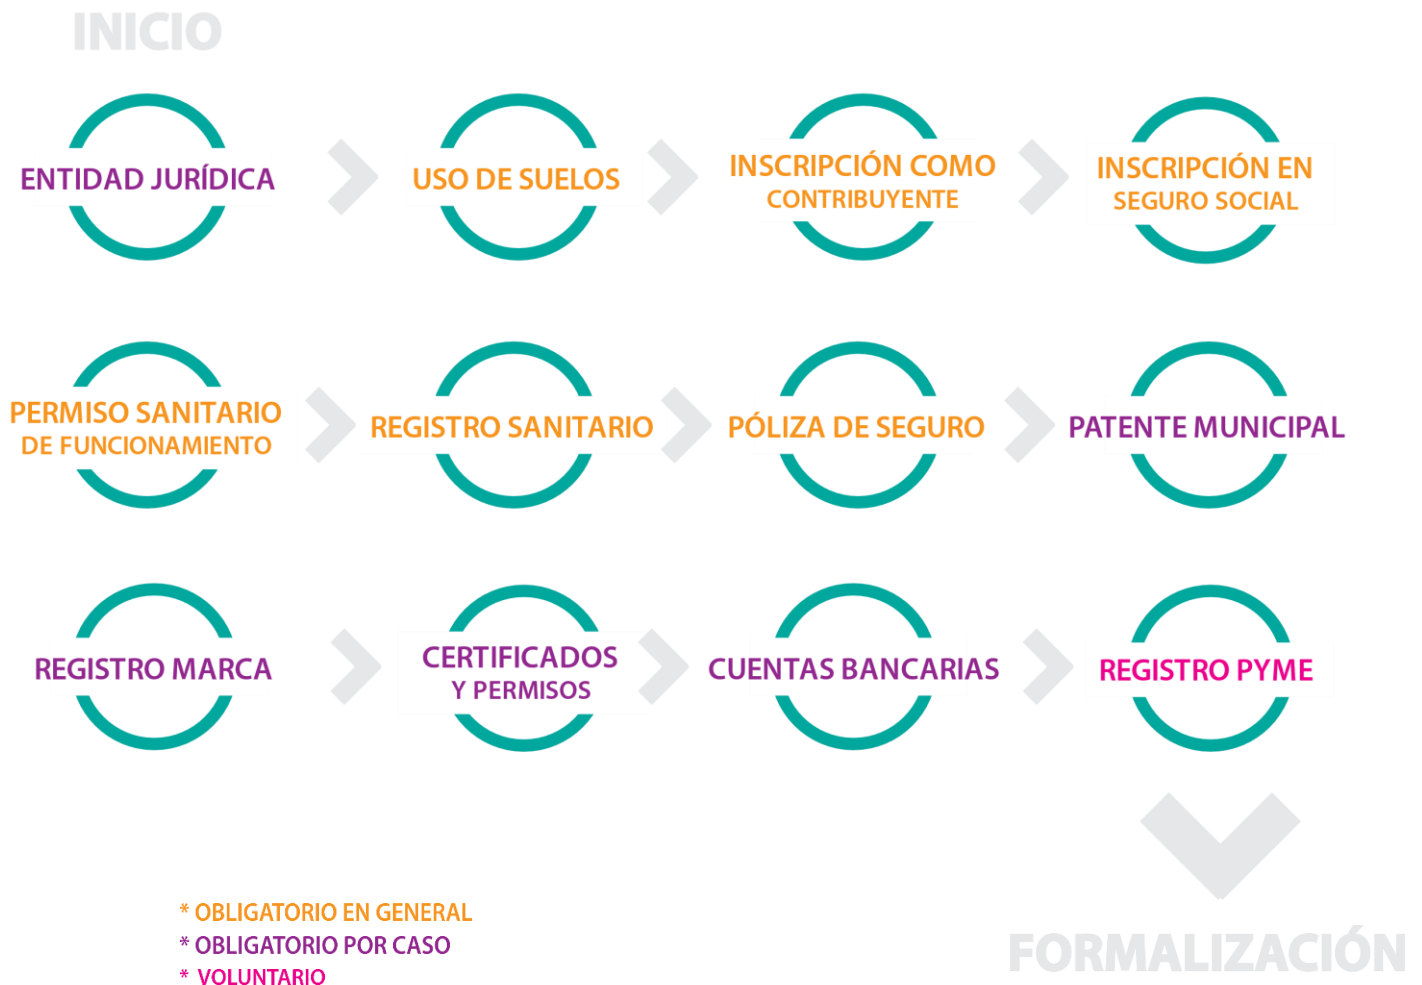 INICIO
ENTIDAD JURÍDICA
USO DE SUELOS
INSCRIPCIÓN COMO
CONTRIBUYENTE
INSCRIPCIÓN EN
SEGURO SOCIAL
PERMISO SANITARIO
DE FUNCIONAMIENTO
REGISTRO SANITARIO
PÓLIZA DE SEGURO
PATENTE MUNICIPAL
REGISTRO MARCA
CERTIFICADOS
Y PERMISOS
CUENTAS BANCARIAS
REGISTRO PYME
* OBLIGATORIO EN GENERAL
* OBLIGATORIO POR CASO
* VOLUNTARIO
FORMALIZACIÓN